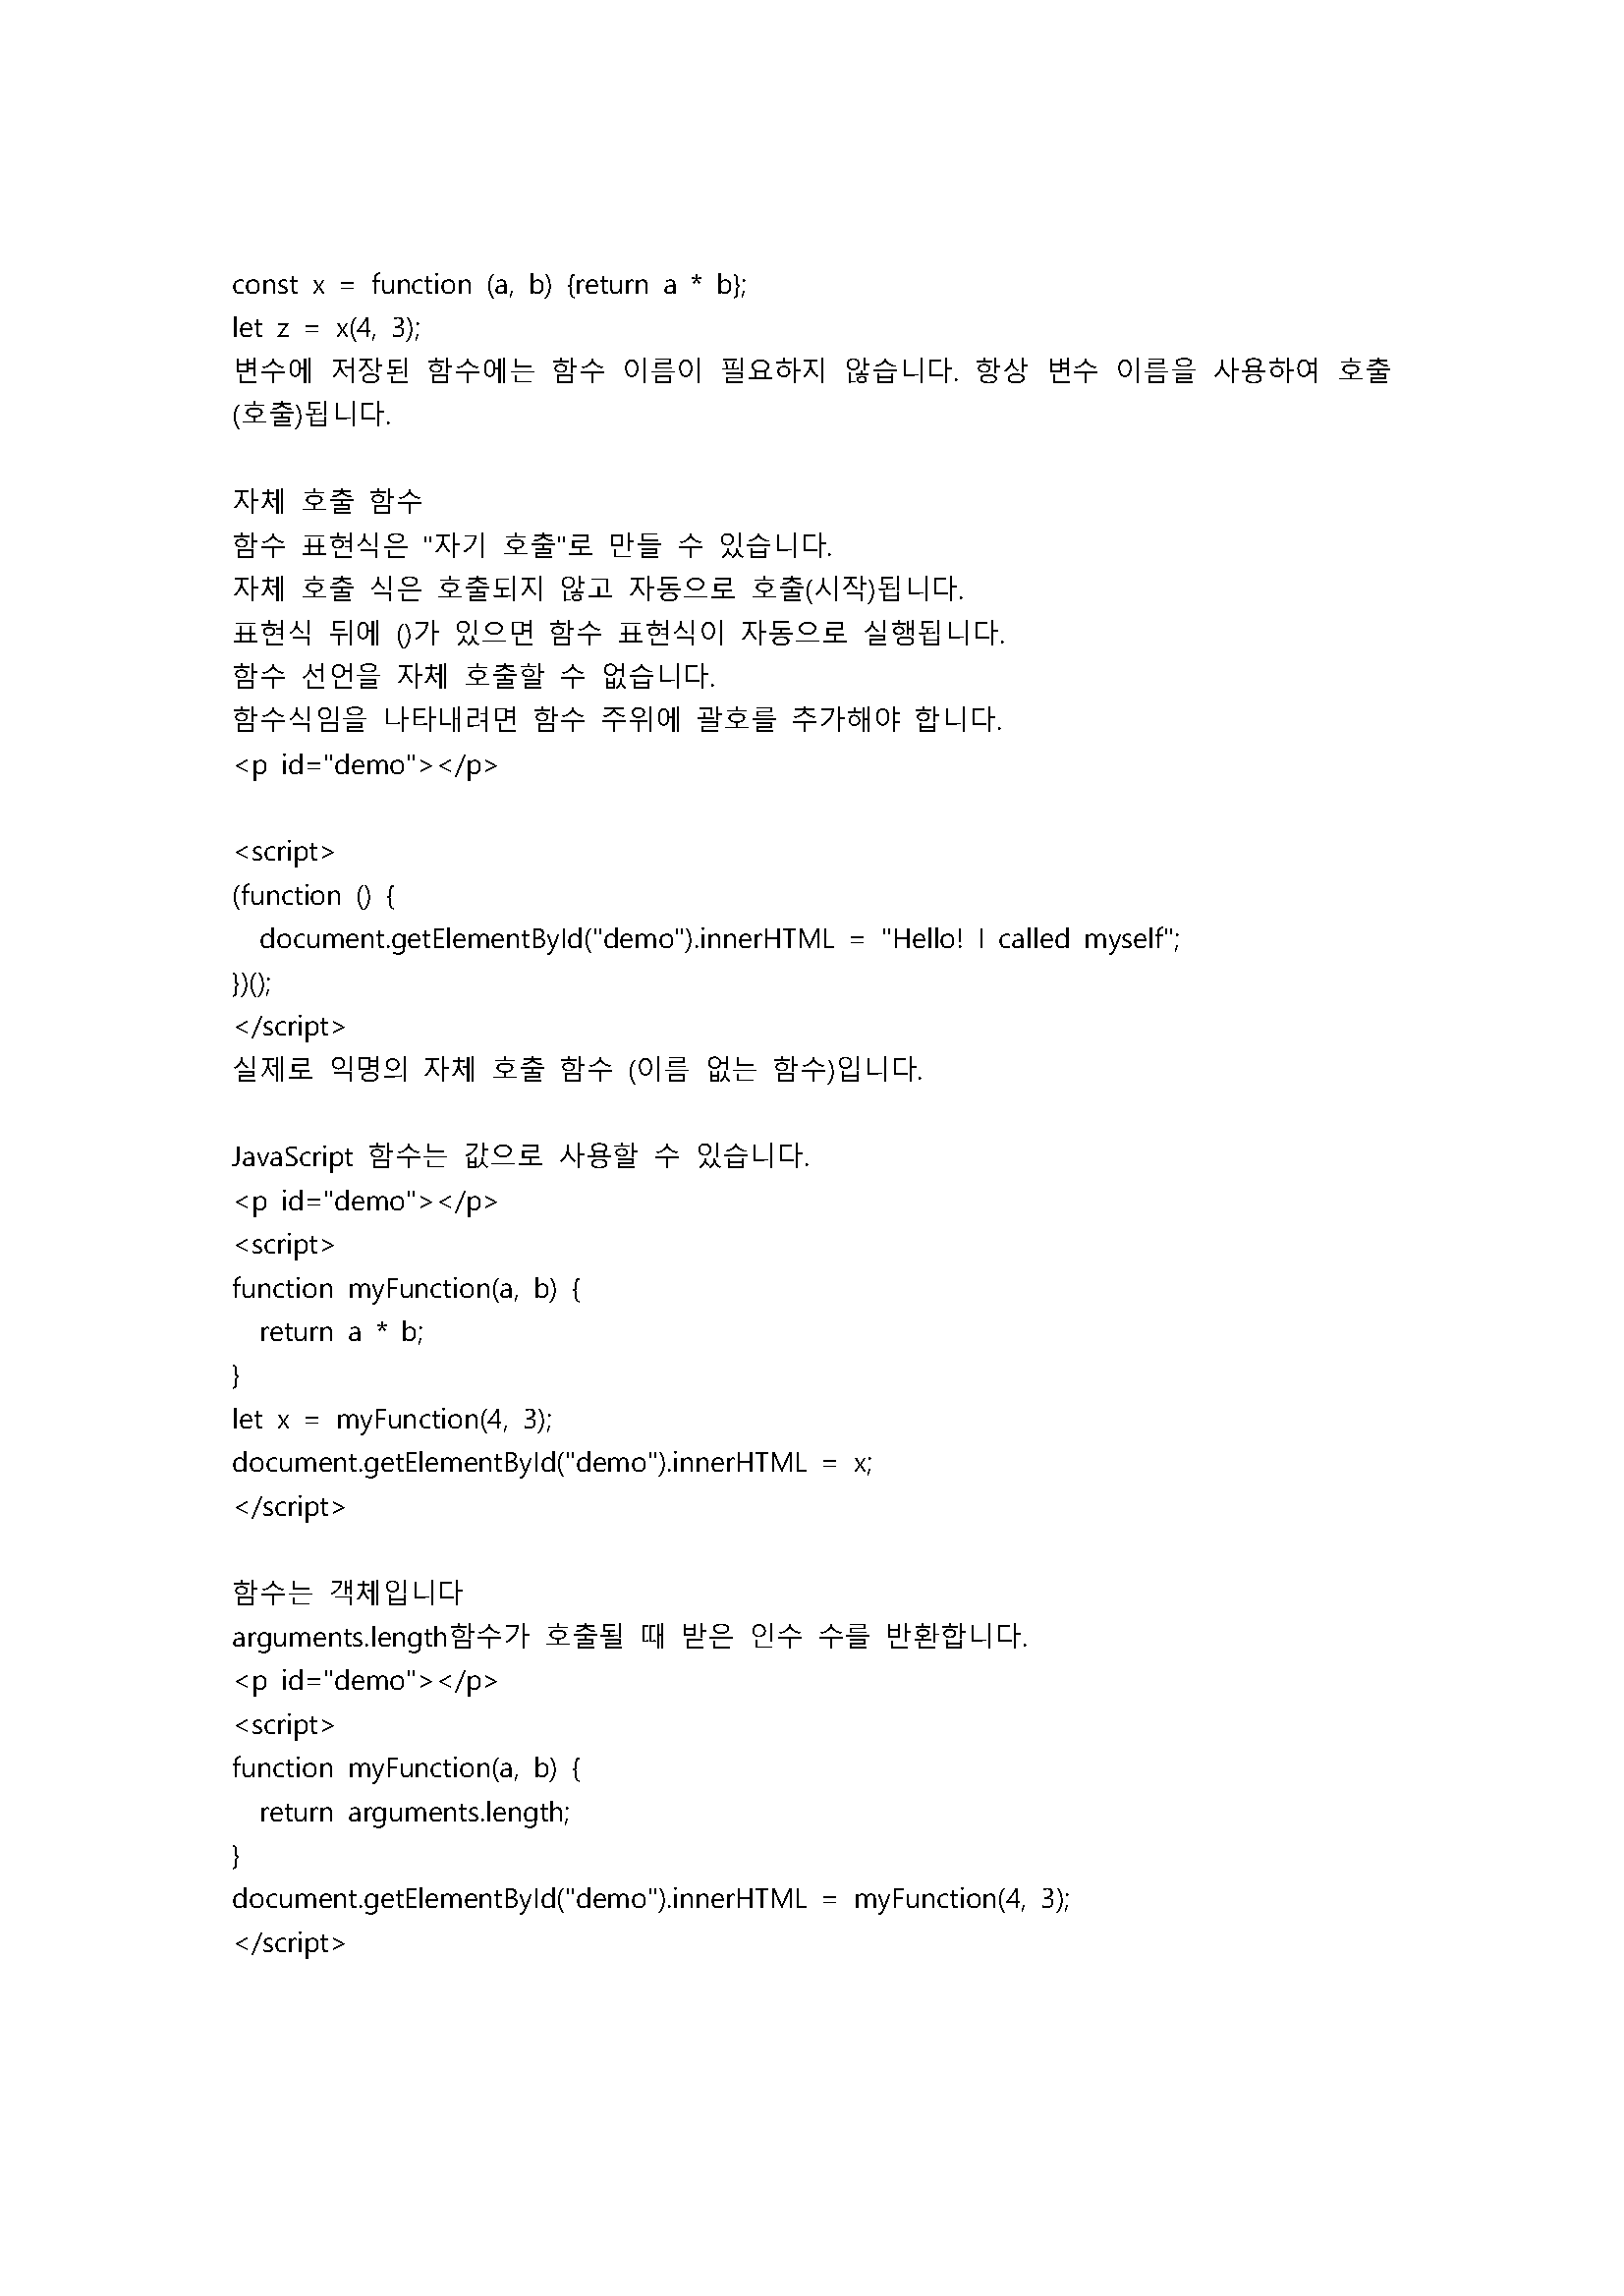 const x = function (a, b) {return a * b};
let z = x(4, 3);
변수에 저장된 함수에는 함수 이름이 필요하지 않습니다. 항상 변수 이름을 사용하여 호출
(호출)됩니다.
자체 호출 함수
함수 표현식은 "자기 호출"로 만들 수 있습니다.
자체 호출 식은 호출되지 않고 자동으로 호출(시작)됩니다.
표현식 뒤에 ()가 있으면 함수 표현식이 자동으로 실행됩니다.
함수 선언을 자체 호출할 수 없습니다.
함수식임을 나타내려면 함수 주위에 괄호를 추가해야 합니다.
<p id="demo"></p>
<script>
(function () {
  document.getElementById("demo").innerHTML = "Hello! I called myself";
})();
</script>
실제로 익명의 자체 호출 함수 (이름 없는 함수)입니다.
JavaScript 함수는 값으로 사용할 수 있습니다.
<p id="demo"></p>
<script>
function myFunction(a, b) {
  return a * b;
}
let x = myFunction(4, 3);
document.getElementById("demo").innerHTML = x;
</script>
함수는 객체입니다
arguments.length함수가 호출될 때 받은 인수 수를 반환합니다.
<p id="demo"></p>
<script>
function myFunction(a, b) {
  return arguments.length;
}
document.getElementById("demo").innerHTML = myFunction(4, 3);
</script>